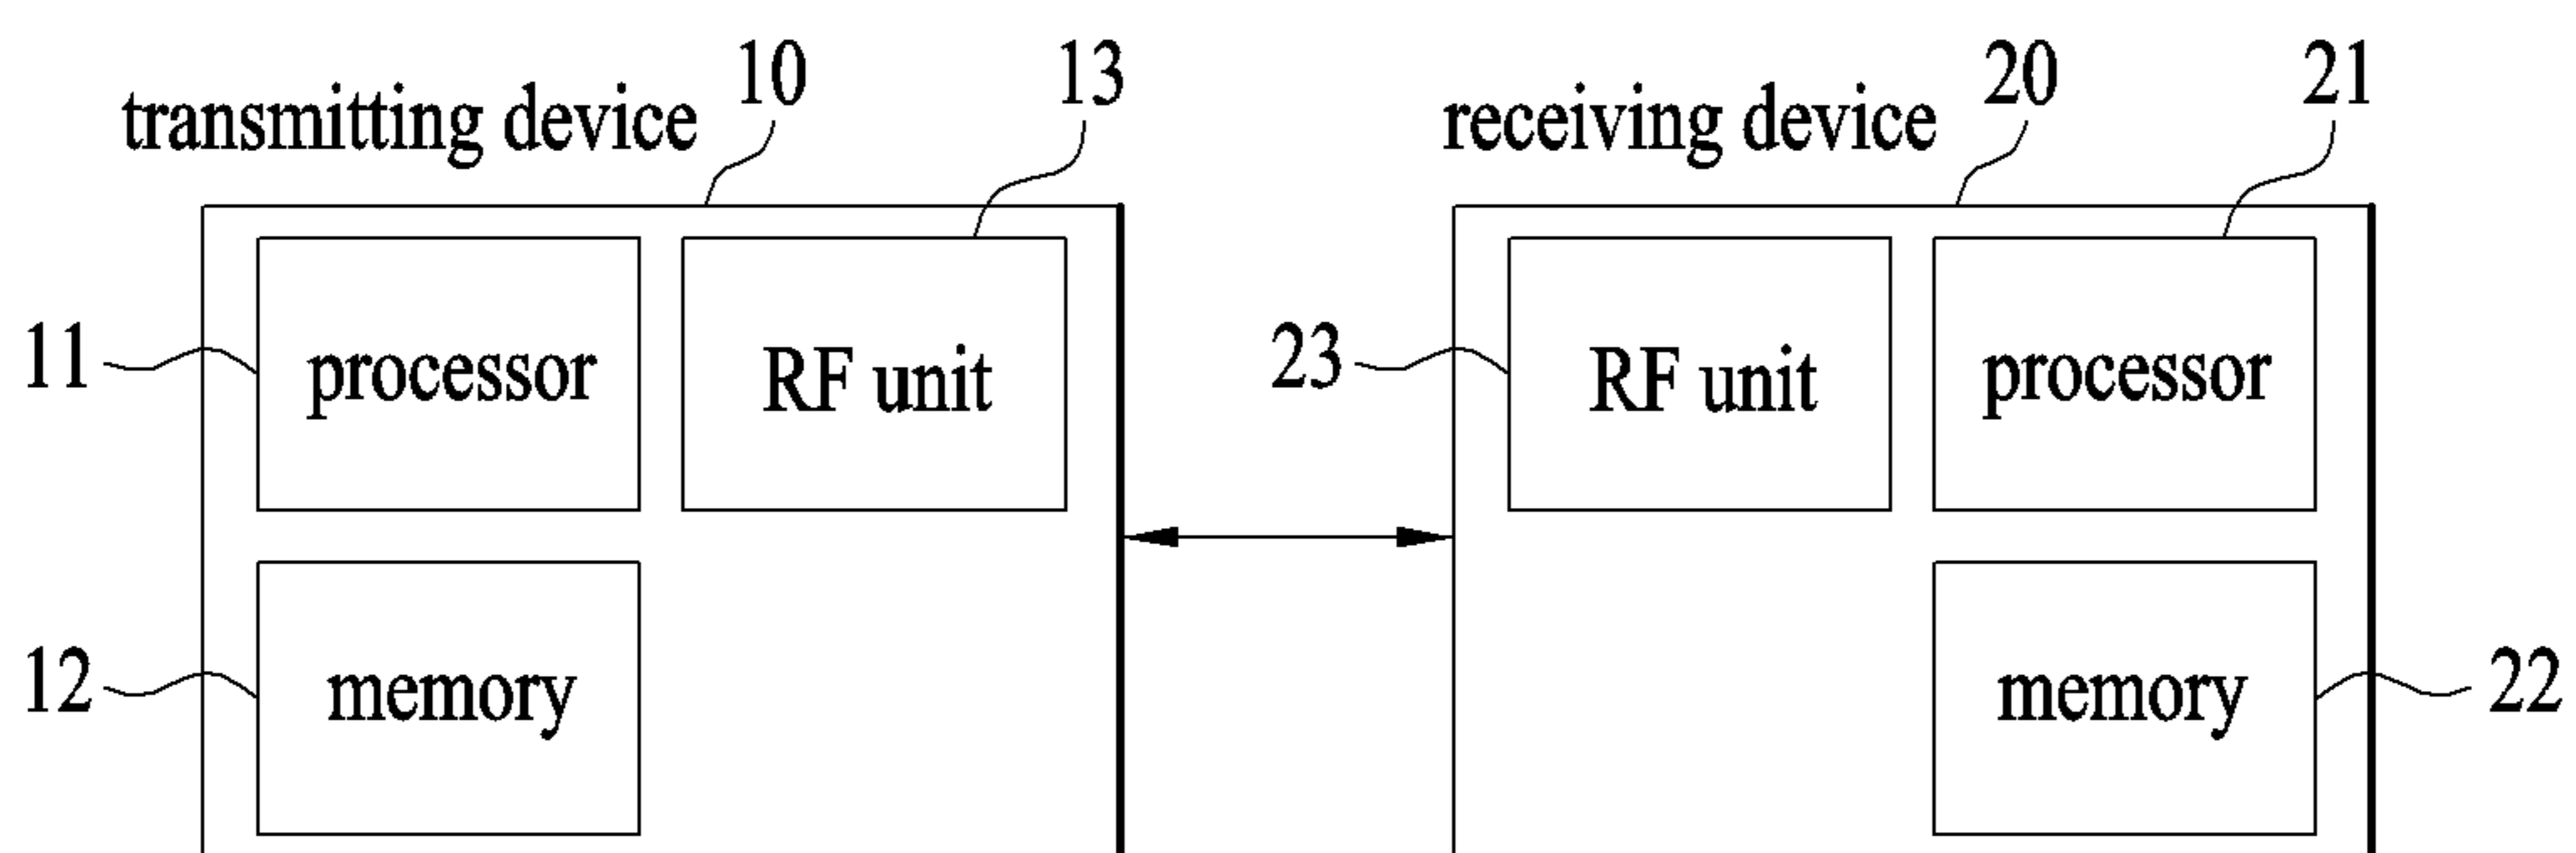 transmitting device 10 13
receiving device 20 21
11 processor RF unit
23 RF unit processor
12 memory
memory 22